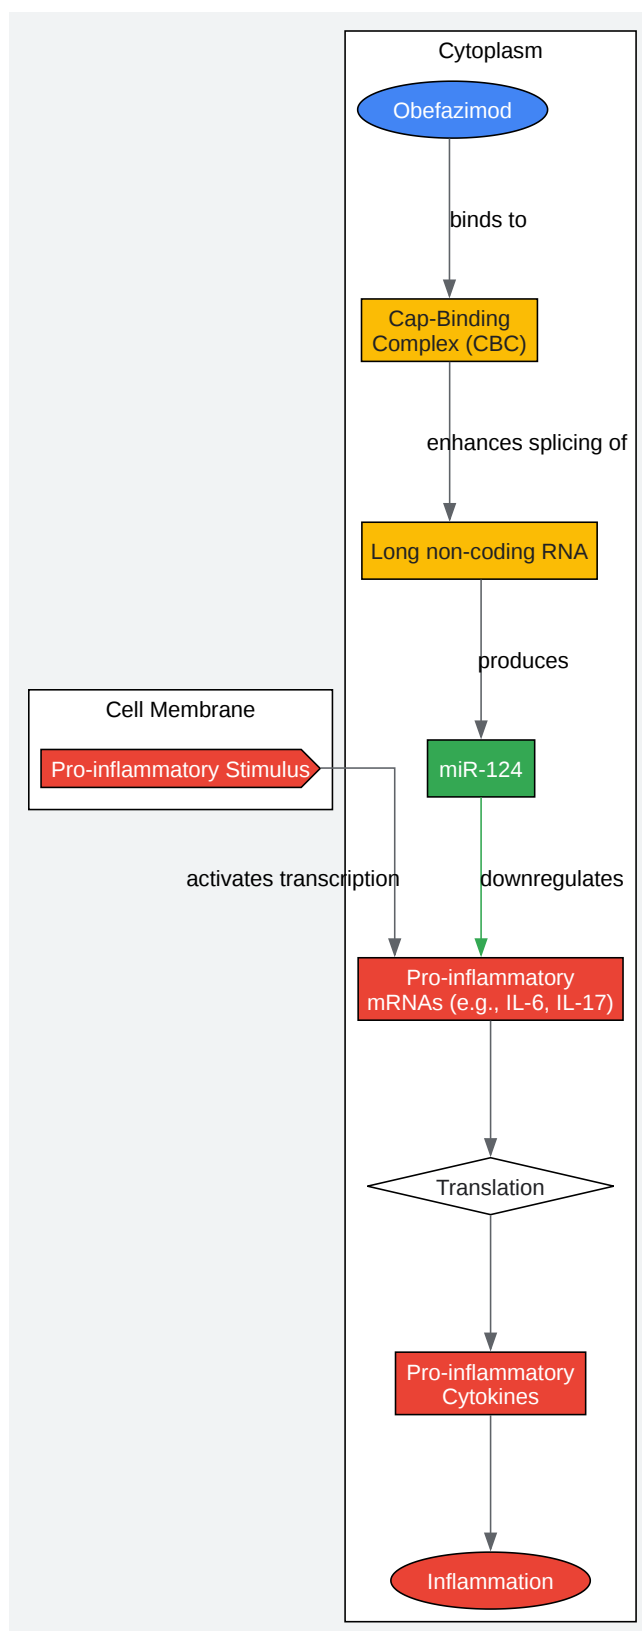 Cytoplasm
Obefazimod
binds to
Cap-Binding
Complex (CBC)
enhances splicing of
Long non-coding RNA
produces
Cell Membrane
Pro-inflammatory Stimulus
miR-124
activates transcription
downregulates
Pro-inflammatory
mRNAs (e.g., IL-6, IL-17)
Translation
Pro-inflammatory
Cytokines
Inflammation